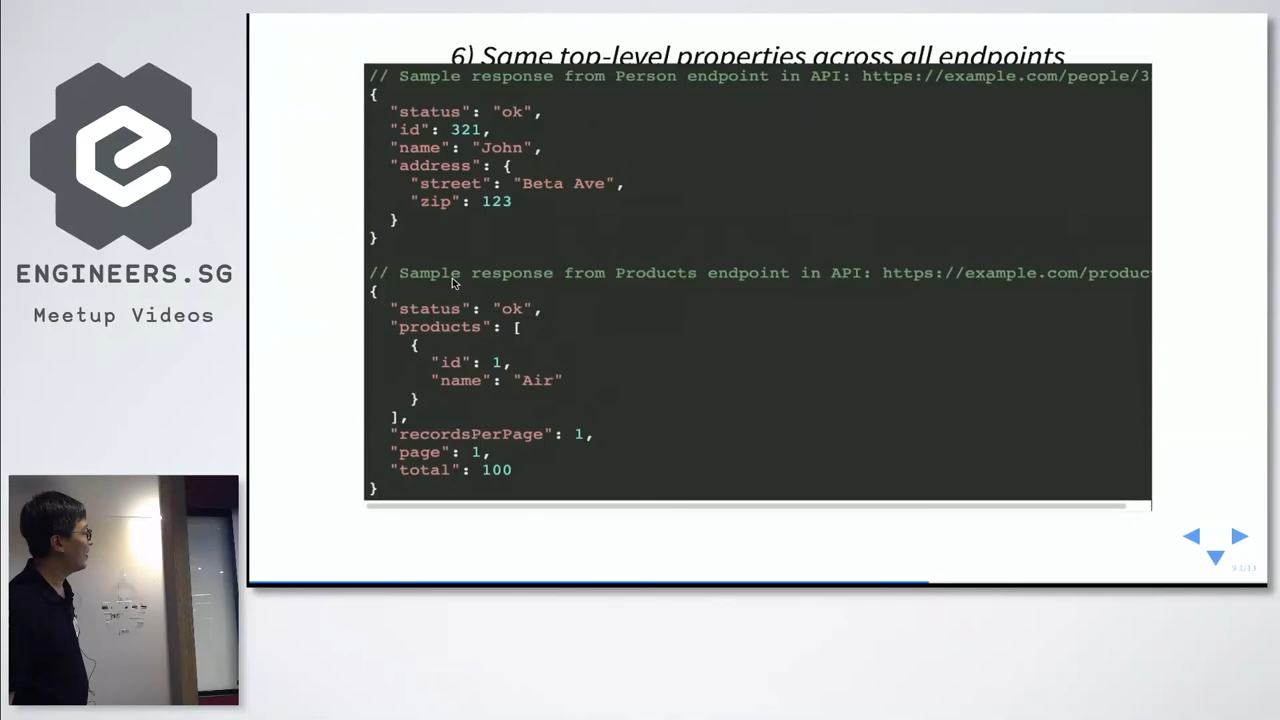 ENGINEERS.SG
Meetup Videos
6) Same top-level properties across all endpoints
// Sample response from Person endpoint in API: https://example.com/people/3
{
"status": "ok",
"id": 321,
"name": "John",
"address": {
"street": "Beta Ave",
"zip": 123
}
}
// Sample response from Products endpoint in API: https://example.com/produc
{
"status": "ok",
"products": [
{
"id": 1,
"name": "Air"
}
],
"recordsPerPage": 1,
"page": 1,
"total": 100
}
9.1/13